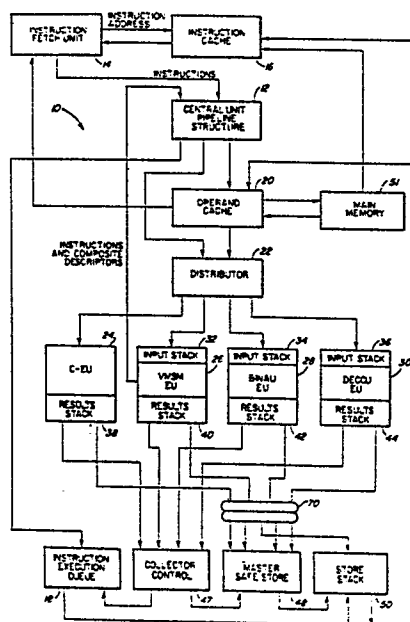 INSTRUCTION ADDRESS
INSTRUCTION FETCH UNIT
INSTRUCTION CACHE
14
16
INSTRUCTIONS
12
10
CENTRAL UNIT PIPELINE STRUCTURE
20
51
OPERAND CACHE
MAIN MEMORY
INSTRUCTIONS AND COMPOSITE DESCRIPTORS
22
DISTRIBUTOR
24
32
34
36
C-EU
INPUT STACK
INPUT STACK
INPUT STACK
26
28
30
VMSM EU
BINAU EU
DECCU EU
RESULTS STACK
RESULTS STACK
RESULTS STACK
RESULTS STACK
38
40
42
44
70
INSTRUCTION EXECUTION QUEUE
COLLECTOR CONTROL
MASTER SAFE STORE
STORE STACK
18
47
48
50